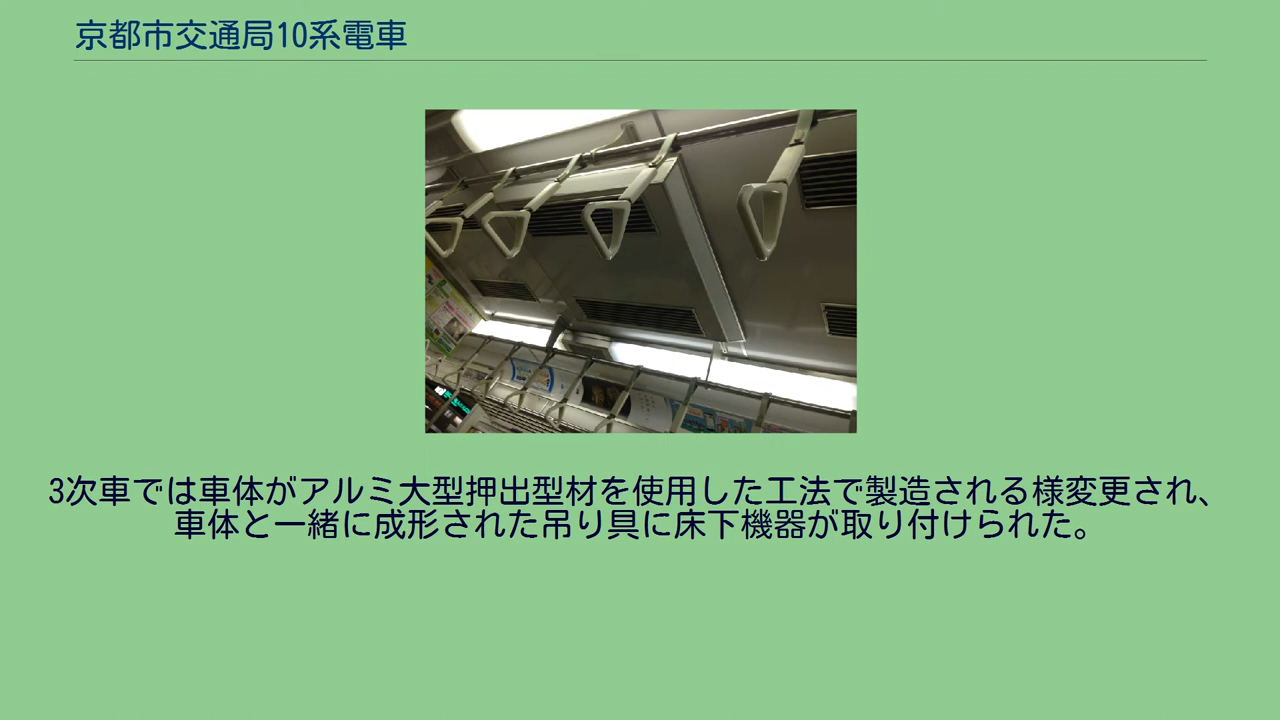 京都市交通局10系電車
3次車では車体がアルミ大型押出型材を使用した工法で製造される様変更され、
車体と一緒に成形された吊り具に床下機器が取り付けられた。